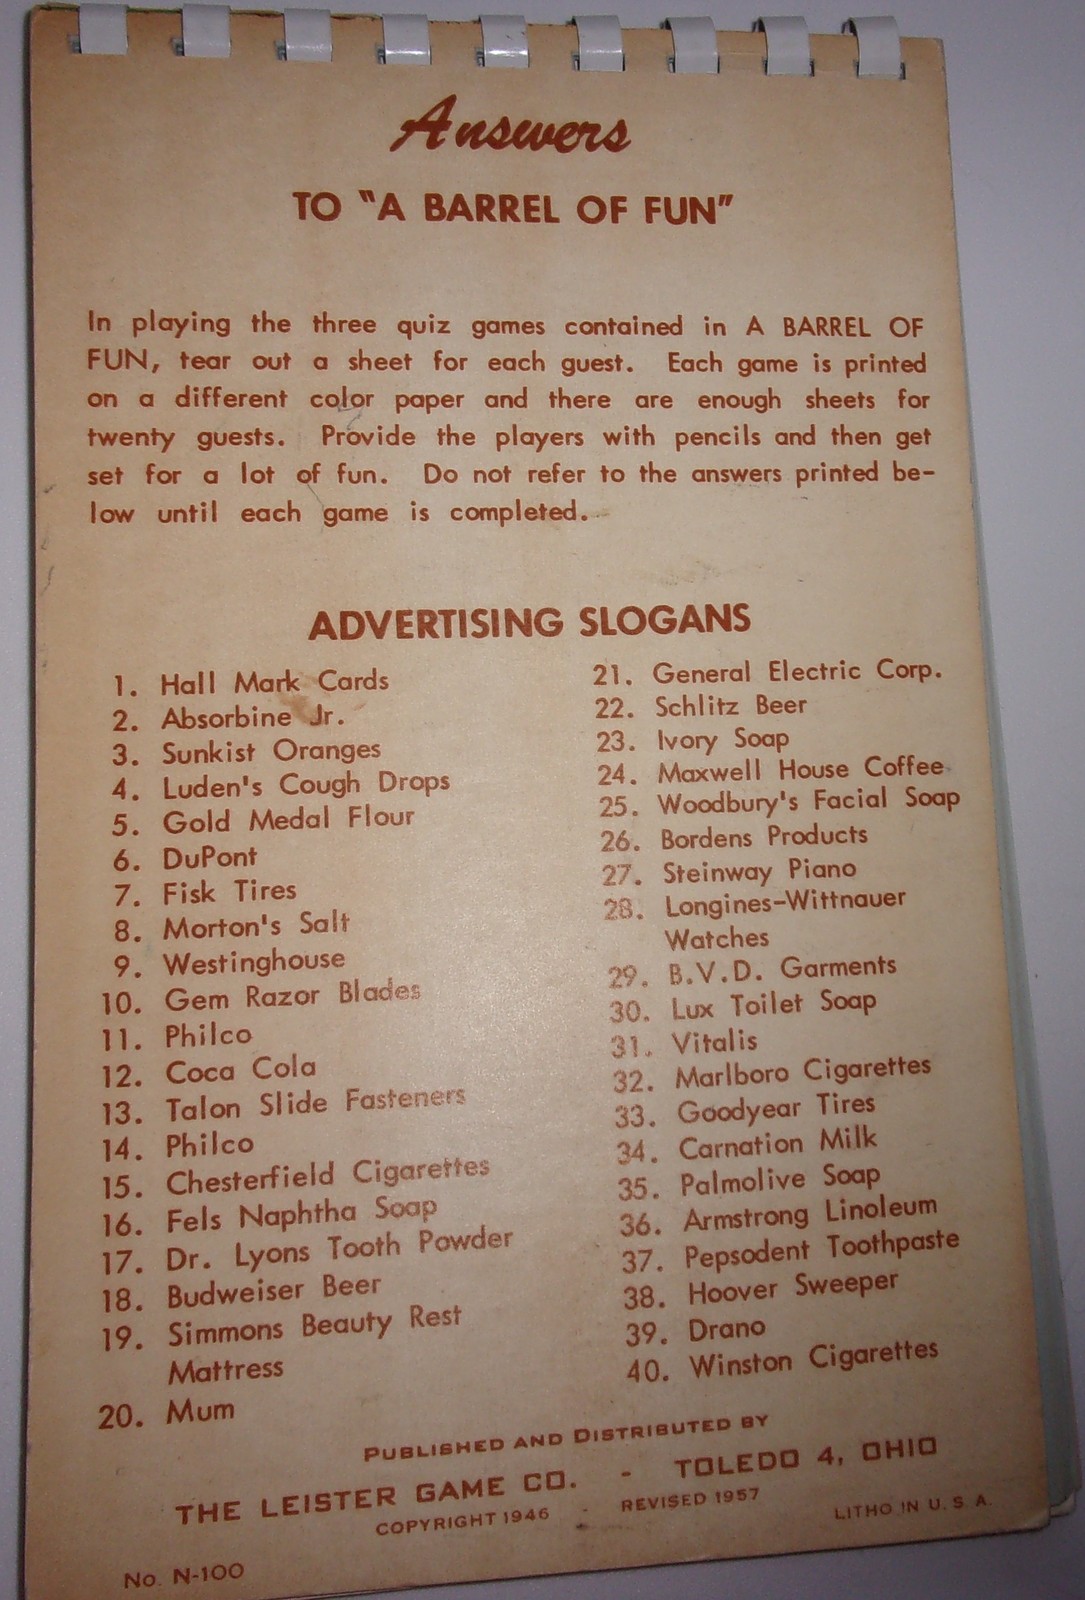 Answers
TO "A BARREL OF FUN"
In playing the three quiz games contained in A BARREL OF
FUN, tear out a sheet for each guest. Each game is printed
on a different color paper and there are enough sheets for
twenty guests. Provide the players with pencils and then get
set for a lot of fun. Do not refer to the answers printed be-
low until each game is completed.
ADVERTISING SLOGANS
1. Hall Mark Cards
2. Absorbine Jr.
3. Sunkist Oranges
4. Luden's Cough Drops
5. Gold Medal Flour
6. DuPont
7. Fisk Tires
8. Morton's Salt
9. Westinghouse
10. Gem Razor Blades
11. Philco
12. Coca Cola
13. Talon Slide Fasteners
14. Philco
15. Chesterfield Cigarettes
16. Fels Naphtha Soap
17. Dr. Lyons Tooth Powder
18. Budweiser Beer
19. Simmons Beauty Rest
Mattress
20. Mum
21. General Electric Corp.
22. Schlitz Beer
23. Ivory Soap
24. Maxwell House Coffee
25. Woodbury's Facial Soap
26. Bordens Products
27. Steinway Piano
28. Longines-Wittnauer
Watches
29. B.V.D. Garments
30. Lux Toilet Soap
31. Vitalis
32. Marlboro Cigarettes
33. Goodyear Tires
34. Carnation Milk
35. Palmolive Soap
36. Armstrong Linoleum
37. Pepsodent Toothpaste
38. Hoover Sweeper
39. Drano
40. Winston Cigarettes
PUBLISHED AND DISTRIBUTED BY
THE LEISTER GAME CO. - TOLEDO 4, OHIO
COPYRIGHT 1946 - REVISED 1957
LITHO IN U. S. A.
No. N-100